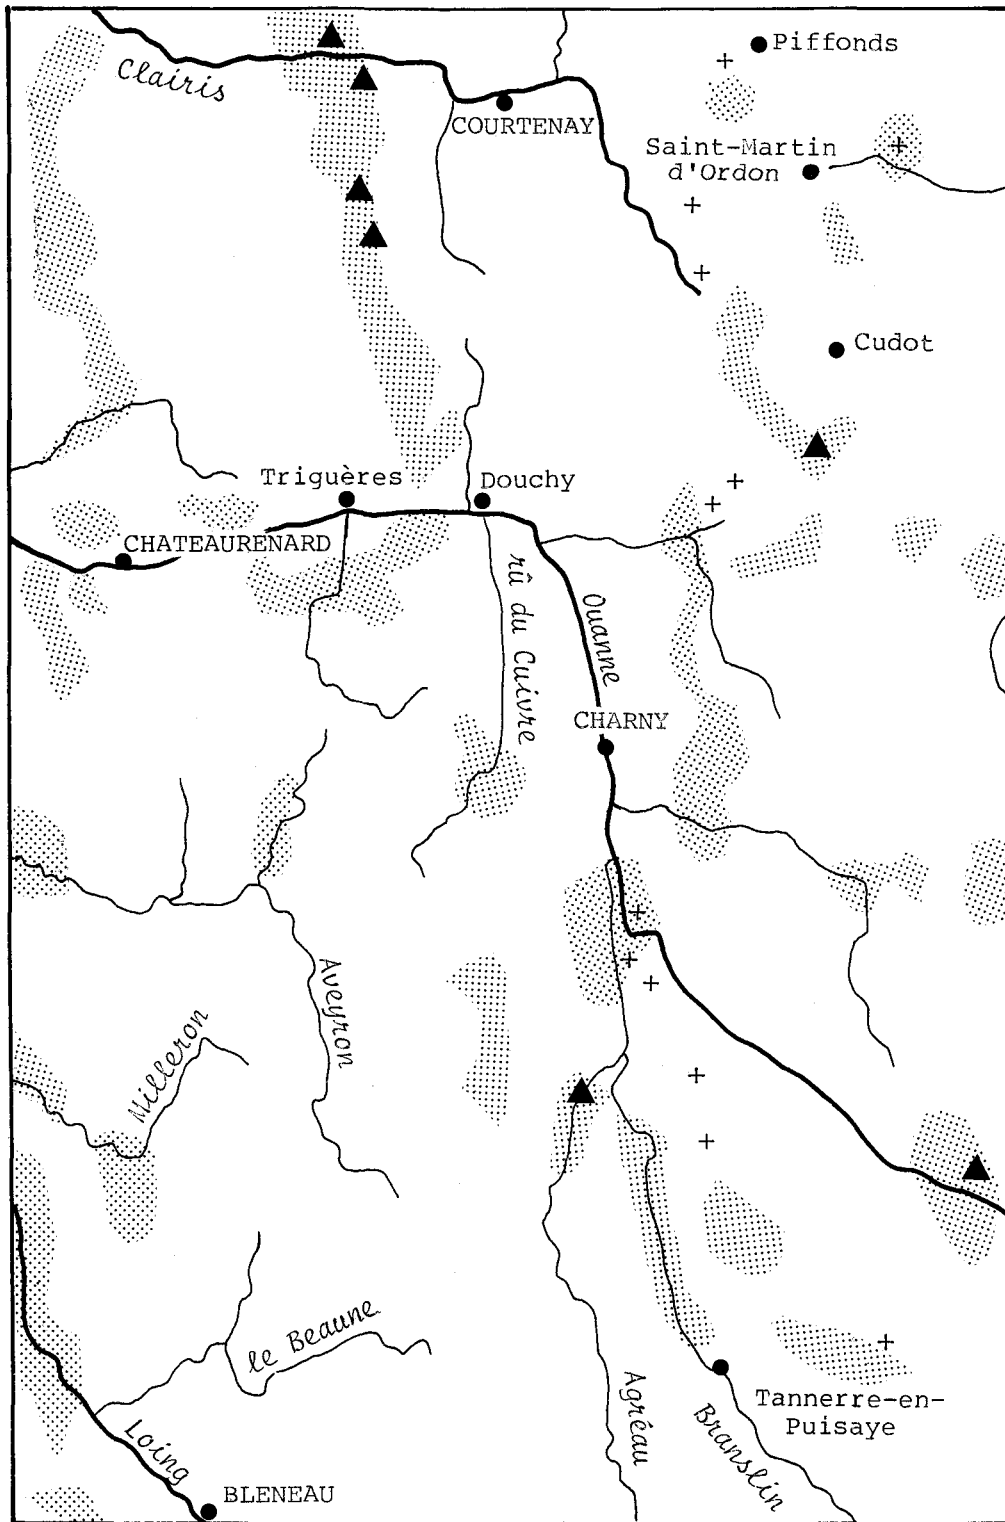 Piffonds
Clairis
COURTENAY
Saint-Martin
d'Ordon
Cudot
Triguères
Douchy
CHATEAURENARD
rû du Cuivre
Ouanne
CHARNY
Aveyron
Milleron
le Beaune
Agréau
Tannerre-en-
Puisaye
Branslin
Loing
BLENEAU